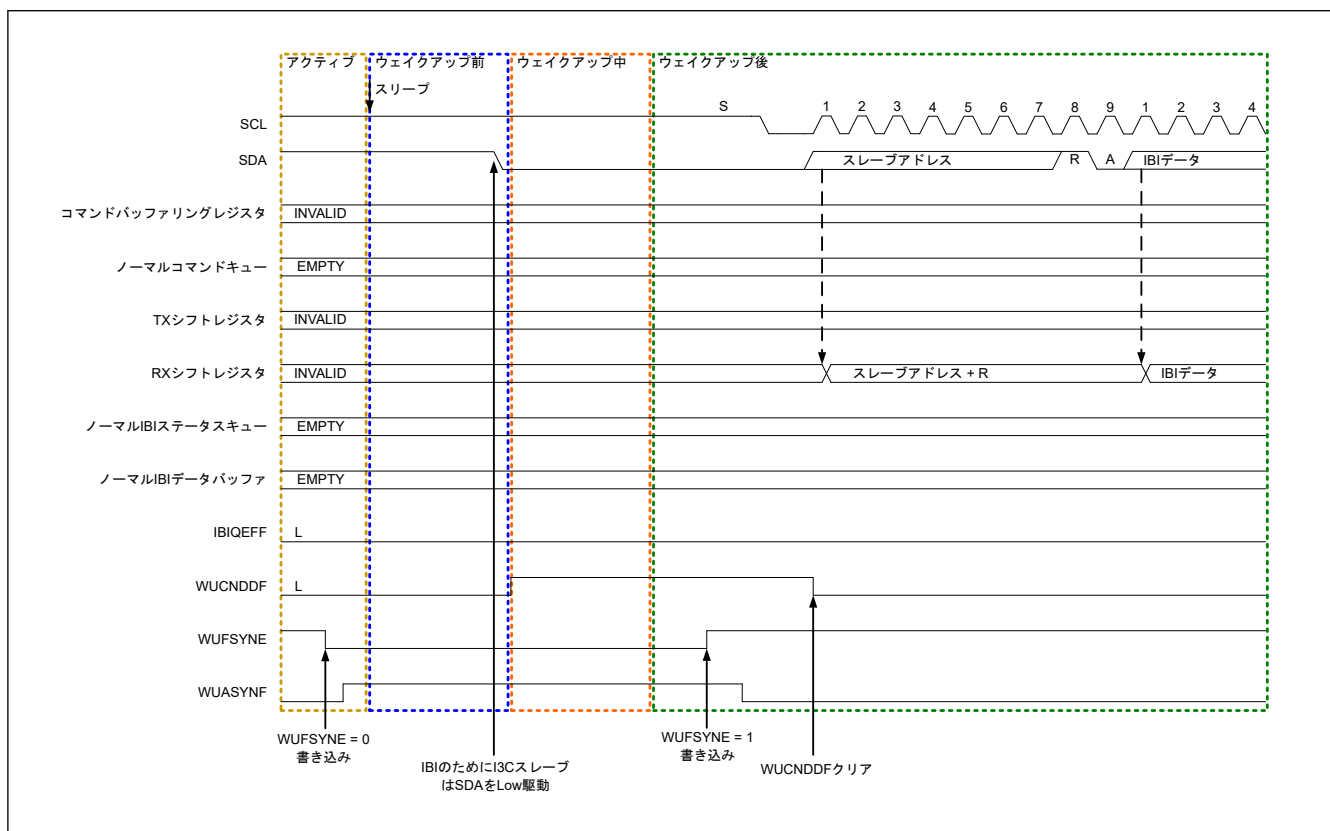 アクティブ ウェイクアップ前 ウェイクアップ中 ウェイクアップ後
スリープ
S 1 2 3 4 5 6 7 8 9 1 2 3 4
SCL
SDA スレーブアドレス R A IBIデータ
コマンドバッファリングレジスタ INVALID
ノーマルコマンドキュー EMPTY
TXシフトレジスタ INVALID
RXシフトレジスタ INVALID スレーブアドレス + R IBIデータ
ノーマルIBIステータスキュー EMPTY
ノーマルIBIデータバッファ EMPTY
IBIQEFF L
WUCNDDF L
WUFSYNE
WUASYNF
WUFSYNE = 0
書き込み
IBIのためにI3Cスレーブ
はSDAをLow駆動
WUFSYNE = 1
書き込み
WUCNDDFクリア